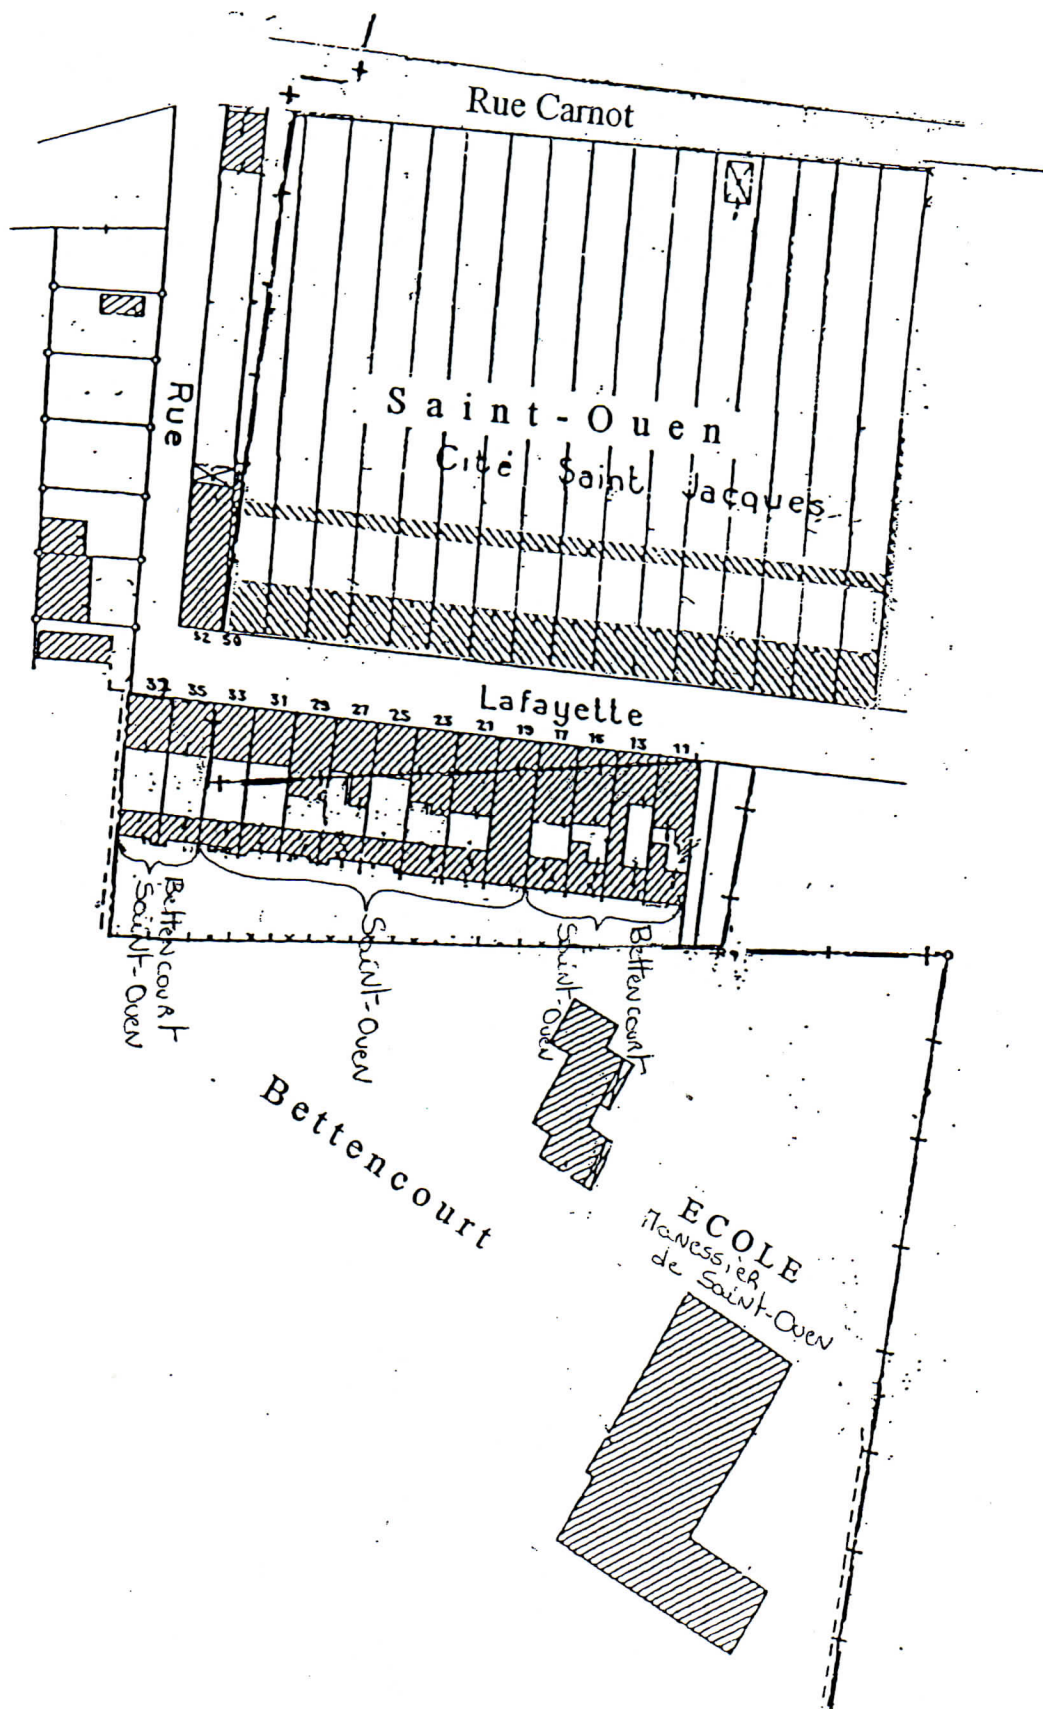 Rue Carnot
Saint-Ouen
Cité Saint Jacques
Rue
52 50
Lafayette
37 35 33 31 29 27 25 23 21 19 17 15 13 11
Bettencourt
Saint-Ouen
Saint-Ouen
Bettencourt
Saint-Ouen
Bettencourt
ECOLE
Manessier
de Saint-Ouen